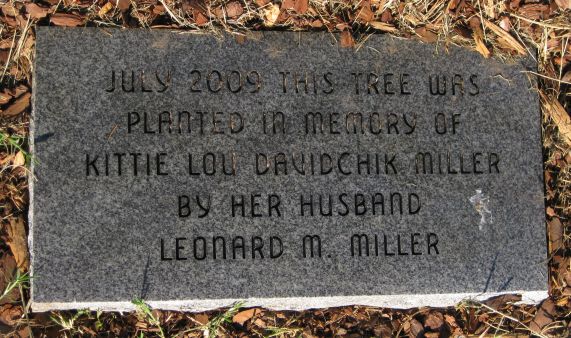 JULY 2009 THIS TREE WAS
PLANTED IN MEMORY OF
KITTIE LOU DAVIDCHIK MILLER
BY HER HUSBAND
LEONARD M. MILLER